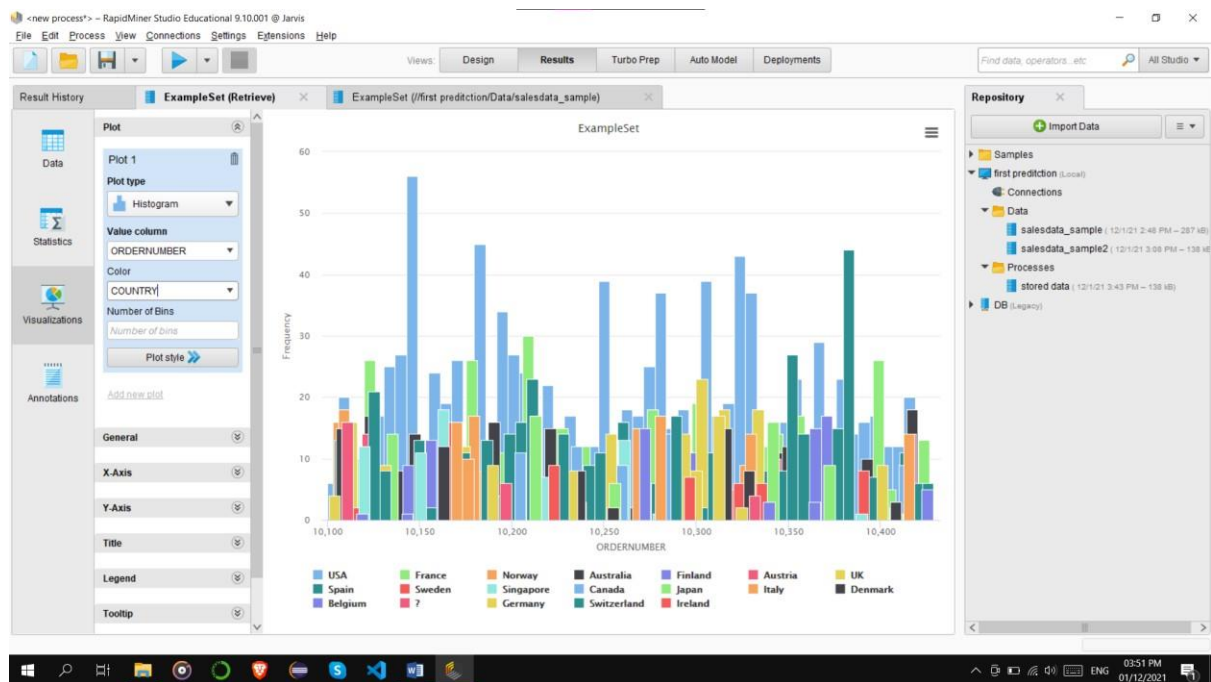 <new process*> – RapidMiner Studio Educational 9.10.001 @ Jarvis
File Edit Process View Connections Settings Extensions Help
Views: Design Results Turbo Prep Auto Model Deployments Find data, operators...etc All Studio
Result History ExampleSet (Retrieve) ExampleSet (//first preditction/Data/salesdata_sample)
Data
Statistics
Visualizations
Annotations
Plot
Plot 1
Plot type
Histogram
Value column
ORDERNUMBER
Color
COUNTRY
Number of Bins
Number of bins
Plot style
Add new plot
General
X-Axis
Y-Axis
Title
Legend
Tooltip
ExampleSet
60
50
40
30
20
10
0
Frequency
10,100 10,150 10,200 10,250 10,300 10,350 10,400
ORDERNUMBER
USA France Norway Australia Finland Austria UK
Spain Sweden Singapore Canada Japan Italy Denmark
Belgium ? Germany Switzerland Ireland
Repository
Import Data
Samples
first preditction (Local)
Connections
Data
salesdata_sample ( 12/1/21 2:46 PM – 287 kB)
salesdata_sample2 ( 12/1/21 3:08 PM – 138 kB
Processes
stored data ( 12/1/21 3:43 PM – 138 kB)
DB (Legacy)
ENG 03:51 PM
01/12/2021